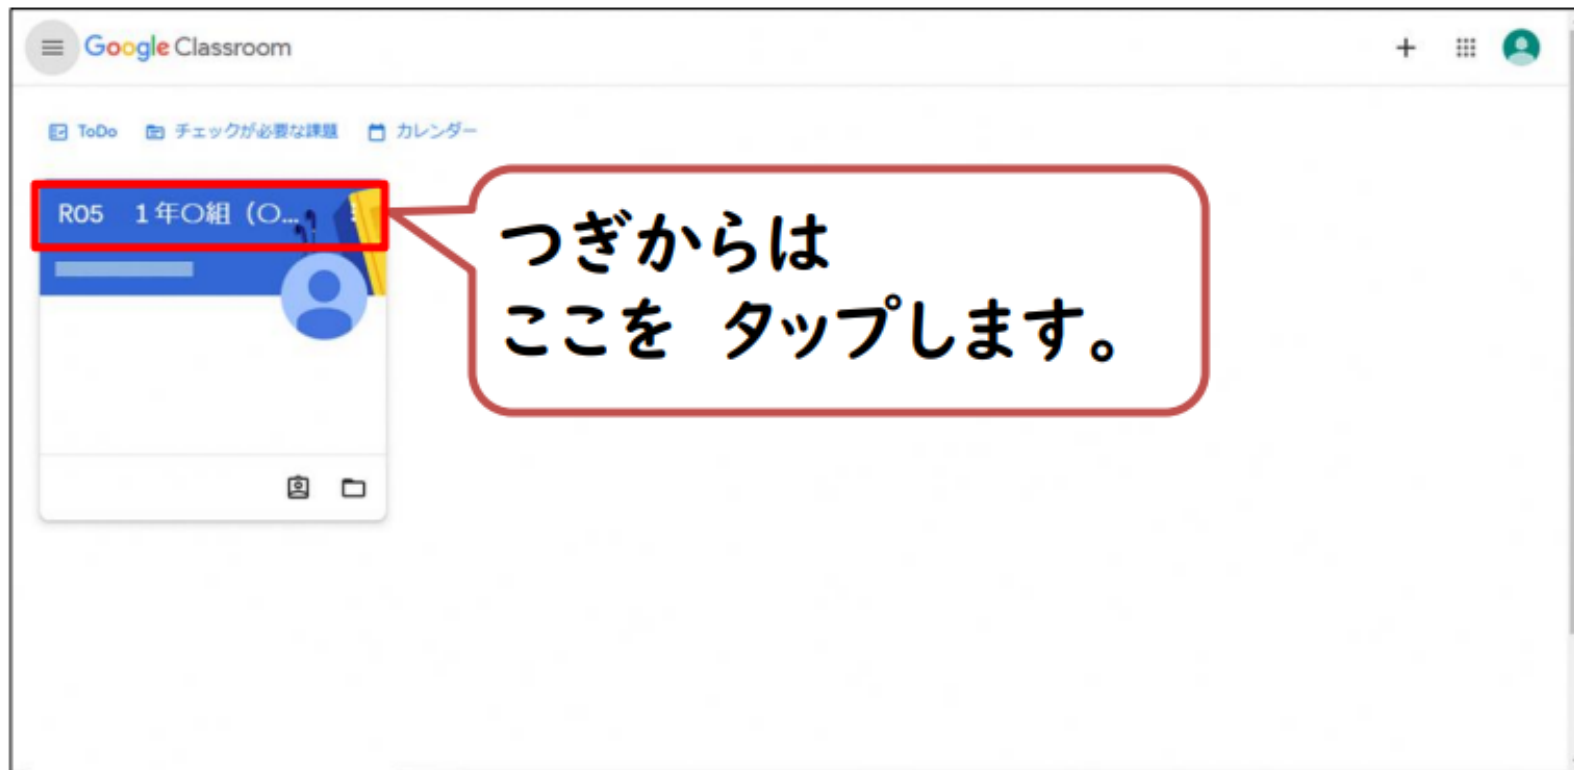 Google Classroom
ToDo チェックが必要な課題 カレンダー
R05 1年〇組（〇...
つぎからは
ここを タップします。